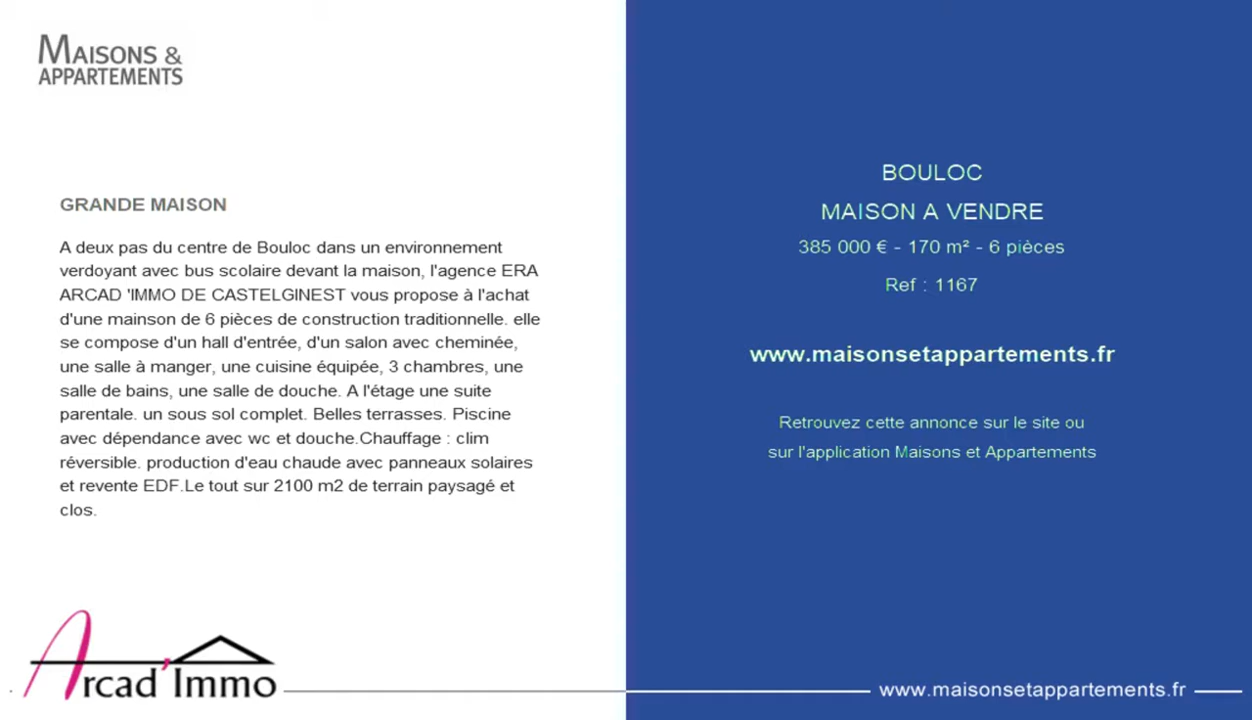 MAISONS &
APPARTEMENTS
GRANDE MAISON
A deux pas du centre de Bouloc dans un environnement
verdoyant avec bus scolaire devant la maison, l'agence ERA
ARCAD 'IMMO DE CASTELGINEST vous propose à l'achat
d'une mainson de 6 pièces de construction traditionnelle. elle
se compose d'un hall d'entrée, d'un salon avec cheminée,
une salle à manger, une cuisine équipée, 3 chambres, une
salle de bains, une salle de douche. A l'étage une suite
parentale. un sous sol complet. Belles terrasses. Piscine
avec dépendance avec wc et douche.Chauffage : clim
réversible. production d'eau chaude avec panneaux solaires
et revente EDF.Le tout sur 2100 m2 de terrain paysagé et
clos.
Arcad'Immo
BOULOC
MAISON A VENDRE
385 000 € - 170 m² - 6 pièces
Ref : 1167
www.maisonsetappartements.fr
Retrouvez cette annonce sur le site ou
sur l'application Maisons et Appartements
www.maisonsetappartements.fr